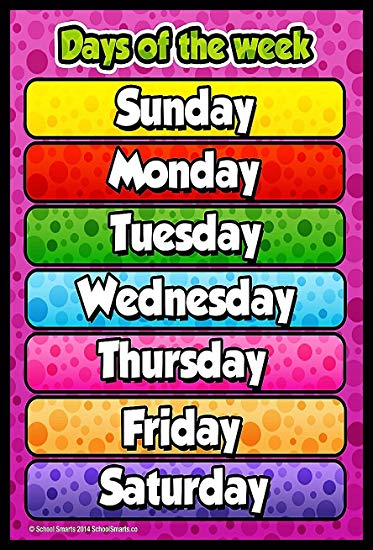 Days of the week
Sunday
Monday
Tuesday
Wednesday
Thursday
Friday
Saturday
© School Smarts 2014 SchoolSmarts.co